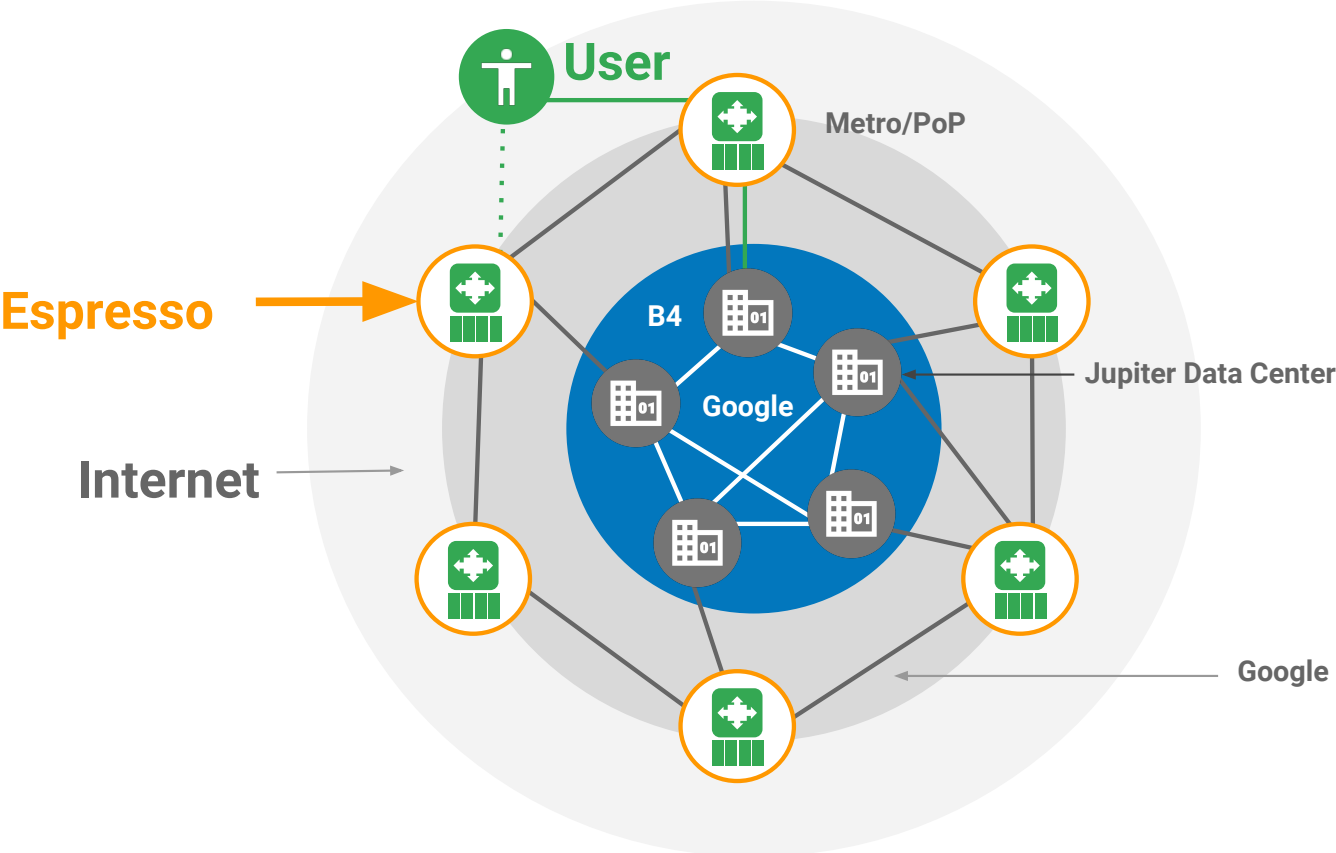 User
Metro/PoP
Espresso
B4
01
01
Jupiter Data Center
01
Google
01
Internet
01
Google